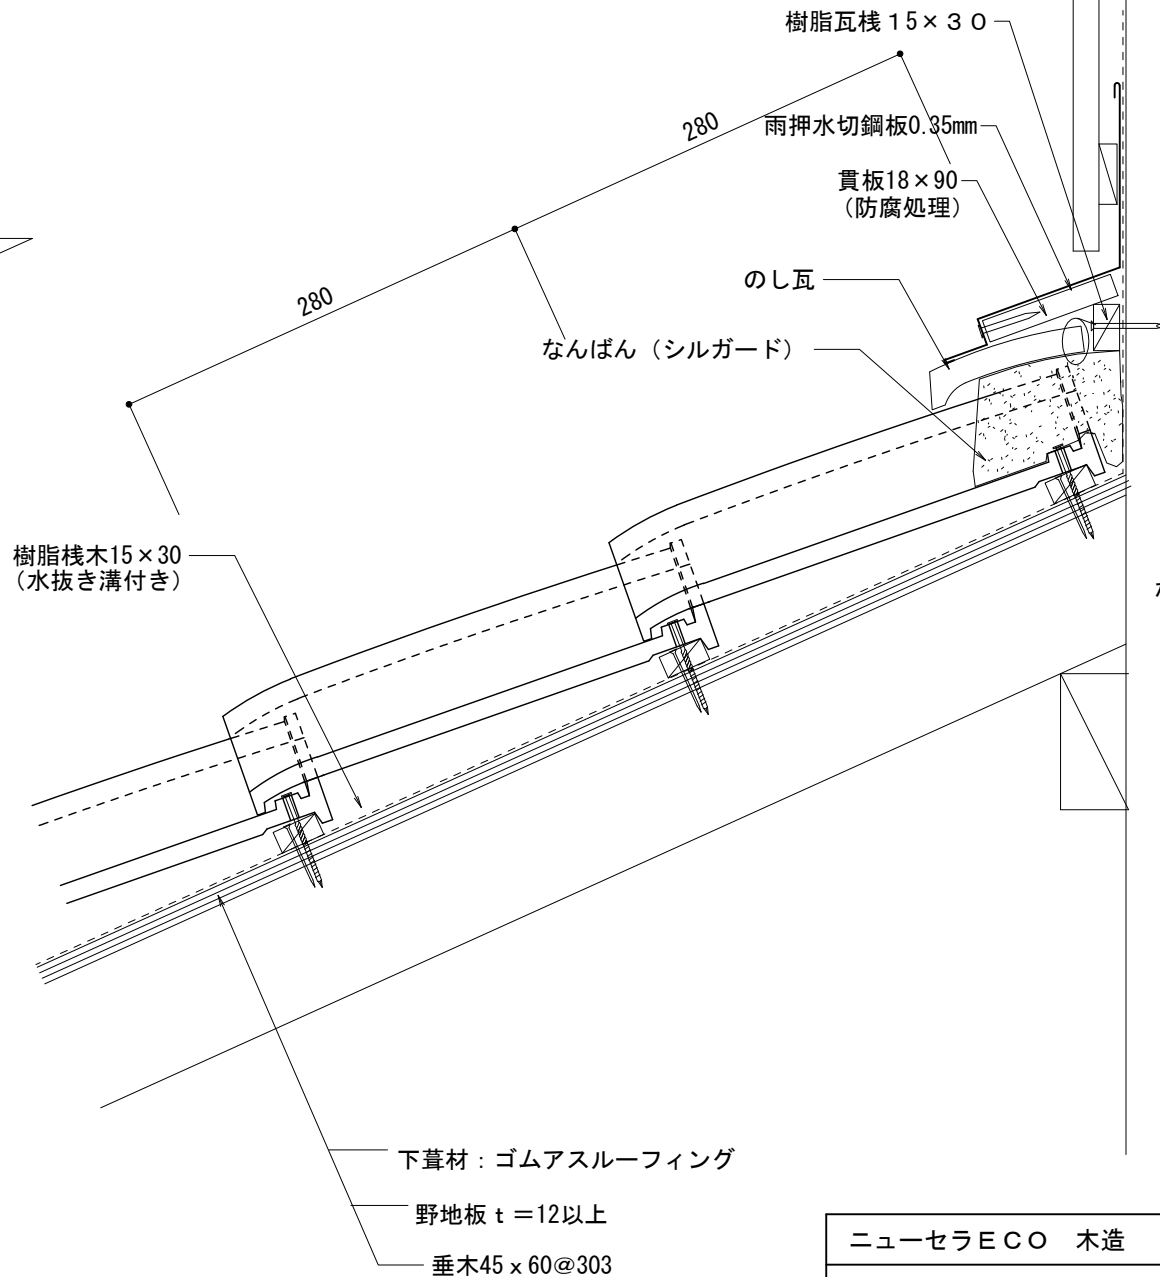 樹脂瓦桟15×30
280
雨押水切鋼板0.35mm
貫板18×90
（防腐処理）
のし瓦
280
なんばん（シルガード）
樹脂桟木15×30
（水抜き溝付き）
下葺材：ゴムアスルーフィング
野地板ｔ＝12以上
垂木45ｘ60@303
ニューセラＥＣＯ　木造